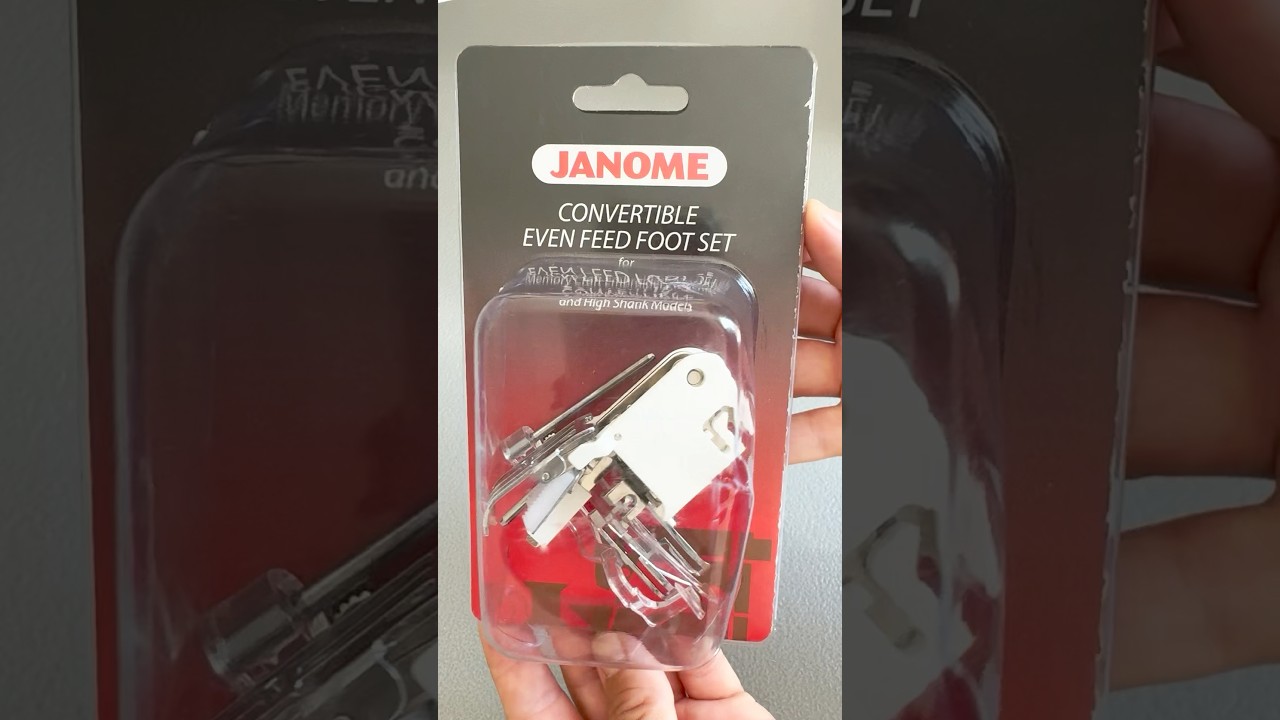 JANOME
CONVERTIBLE
EVEN FEED FOOT SET
for
and High Shank Models